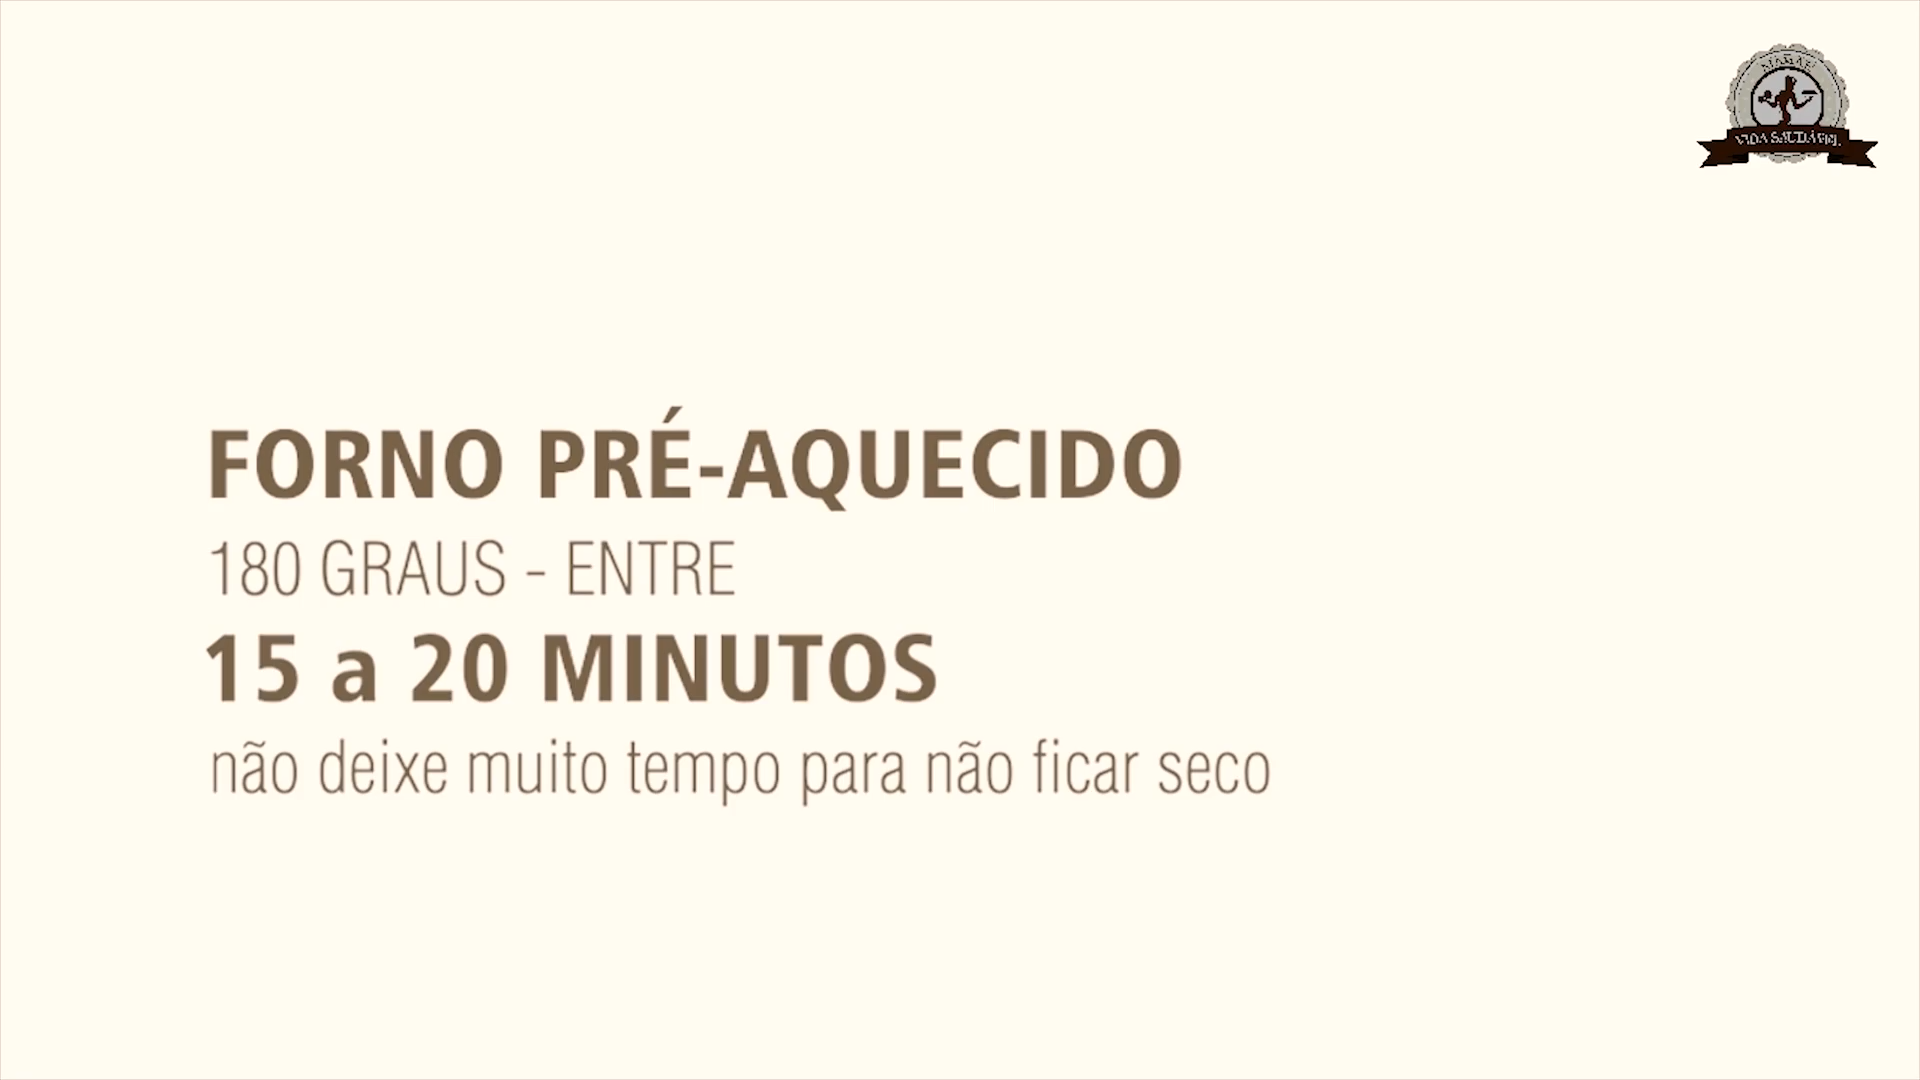 VIDA SAUDÁVEL
FORNO PRÉ-AQUECIDO
180 GRAUS - ENTRE
15 a 20 MINUTOS
não deixe muito tempo para não ficar seco